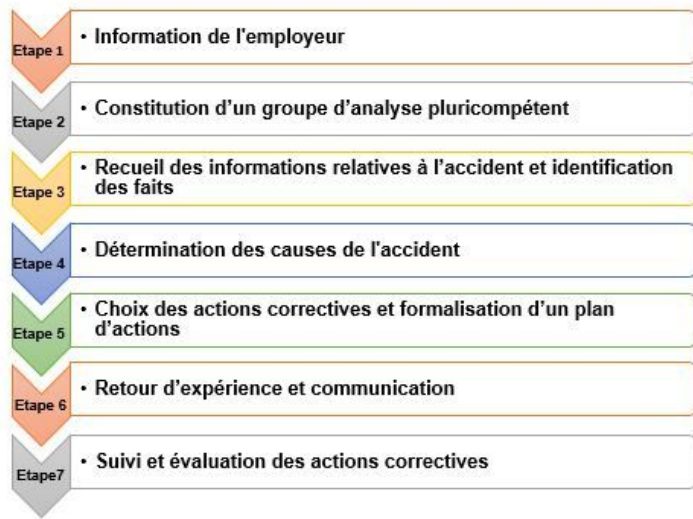 Etape 1
• Information de l'employeur
Etape 2
• Constitution d'un groupe d'analyse pluricompétent
Etape 3
• Recueil des informations relatives à l'accident et identification
des faits
Etape 4
• Détermination des causes de l'accident
Etape 5
• Choix des actions correctives et formalisation d'un plan
d'actions
Etape 6
• Retour d'expérience et communication
Etape7
• Suivi et évaluation des actions correctives